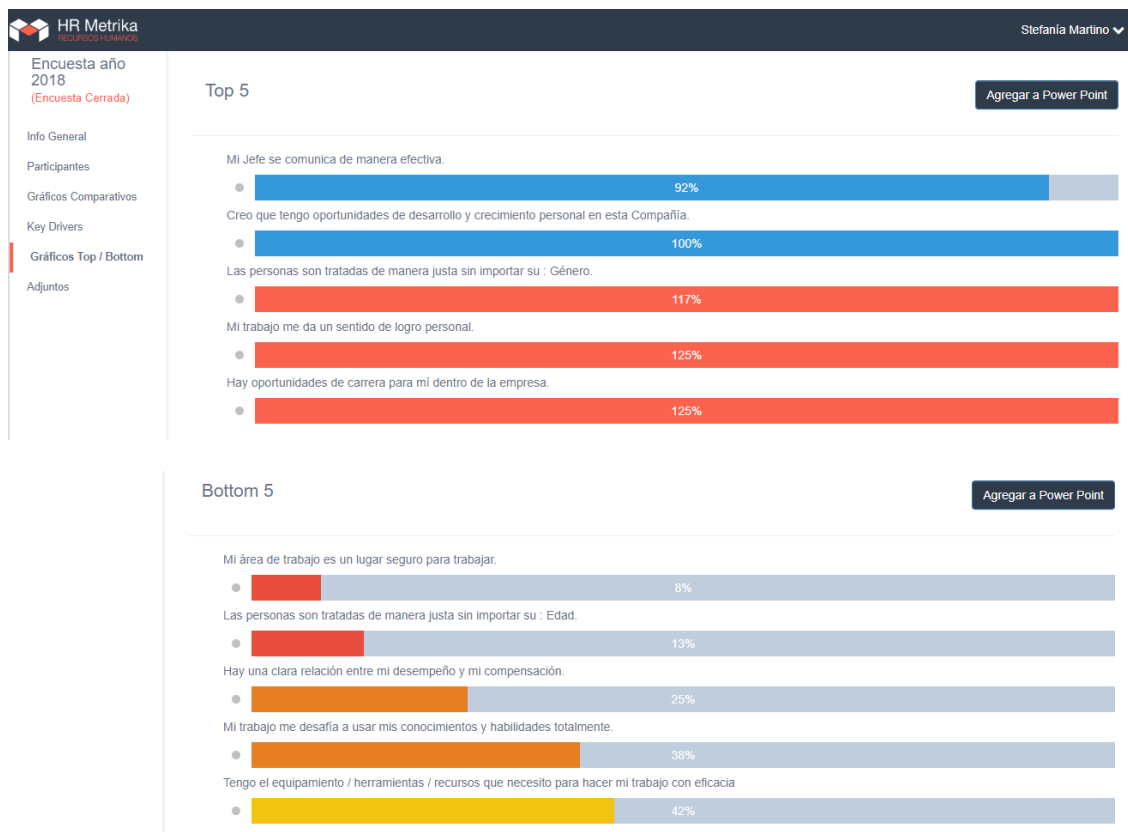 HR Metrika
RECURSOS HUMANOS
Stefanía Martino
Encuesta año
2018
(Encuesta Cerrada)
Info General
Participantes
Gráficos Comparativos
Key Drivers
Gráficos Top / Bottom
Adjuntos
Top 5
Agregar a Power Point
Mi Jefe se comunica de manera efectiva.
92%
Creo que tengo oportunidades de desarrollo y crecimiento personal en esta Compañía.
100%
Las personas son tratadas de manera justa sin importar su : Género.
117%
Mi trabajo me da un sentido de logro personal.
125%
Hay oportunidades de carrera para mí dentro de la empresa.
125%
Bottom 5
Agregar a Power Point
Mi área de trabajo es un lugar seguro para trabajar.
8%
Las personas son tratadas de manera justa sin importar su : Edad.
13%
Hay una clara relación entre mi desempeño y mi compensación.
25%
Mi trabajo me desafía a usar mis conocimientos y habilidades totalmente.
38%
Tengo el equipamiento / herramientas / recursos que necesito para hacer mi trabajo con eficacia
42%